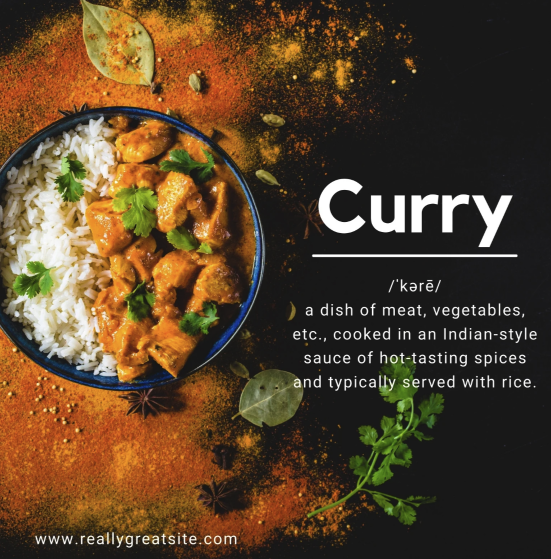 Curry
/ˈkərē/
a dish of meat, vegetables,
etc., cooked in an Indian-style
sauce of hot-tasting spices
and typically served with rice.
www.reallygreatsite.com